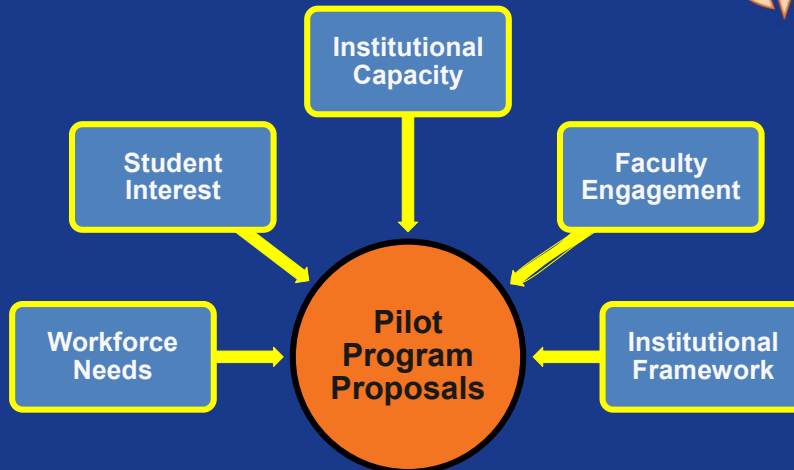 Institutional
Capacity
Student
Interest
Faculty
Engagement
Workforce
Needs
Pilot
Program
Proposals
Institutional
Framework